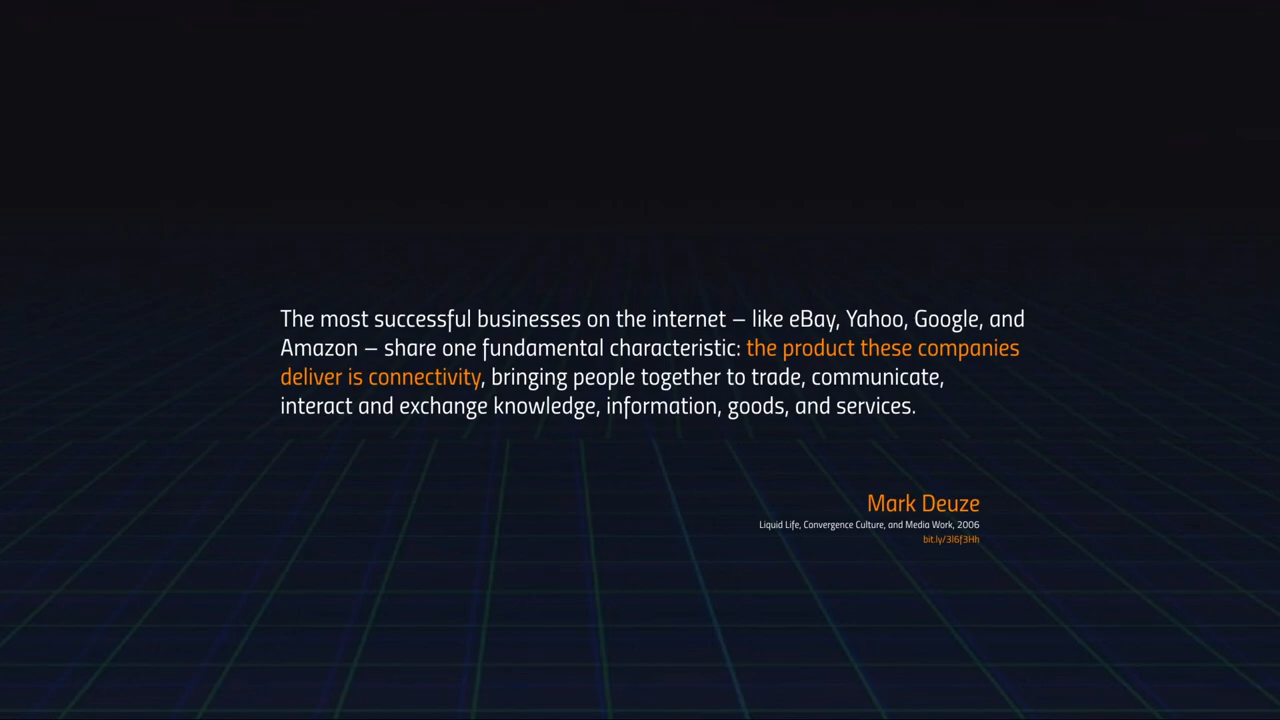 The most successful businesses on the internet – like eBay, Yahoo, Google, and
Amazon – share one fundamental characteristic: the product these companies
deliver is connectivity, bringing people together to trade, communicate,
interact and exchange knowledge, information, goods, and services.
Mark Deuze
Liquid Life, Convergence Culture, and Media Work, 2006
bit.ly/3l6f3Hh